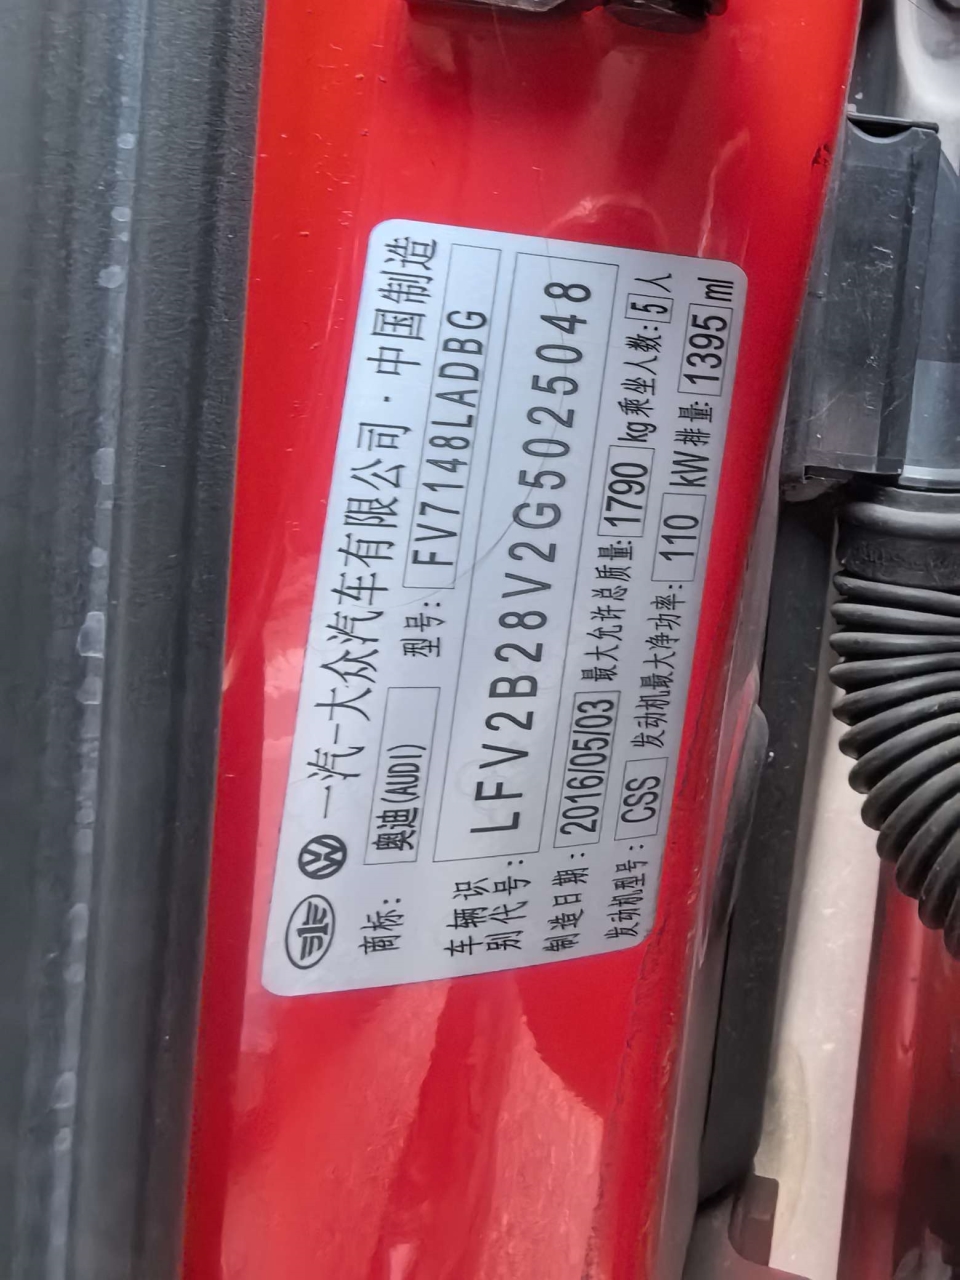 一汽-大众汽车有限公司·中国制造
商标: 奥迪(AUDI) 型号: FV7148LADBG
车辆识别代号: LFV2B28V2G5025048
制造日期: 2016/05/03 最大允许总质量: 1790 kg 乘坐人数: 5 人
发动机型号: CSS 发动机最大净功率: 110 kW 排量: 1395 ml